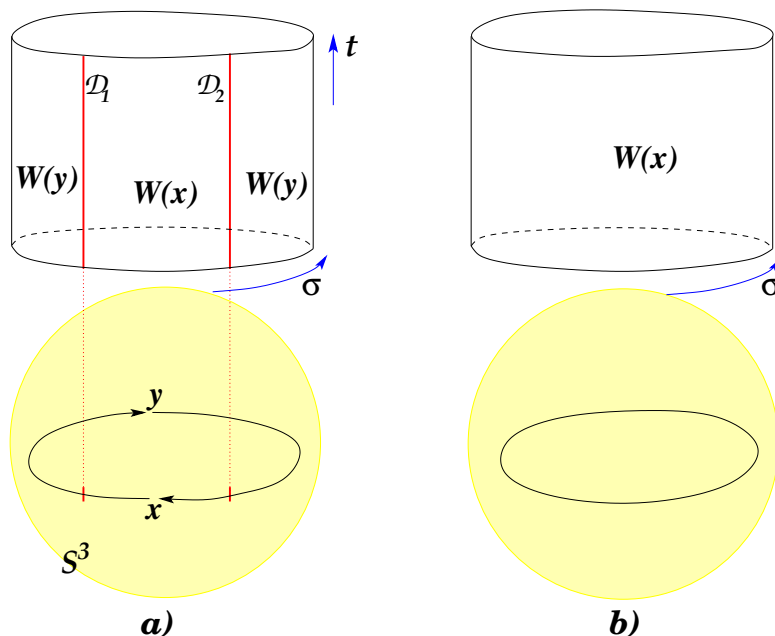 t
𝒟₁ 𝒟₂
W(y) W(x) W(y)
σ
y
x
S³
a)
W(x)
σ
b)